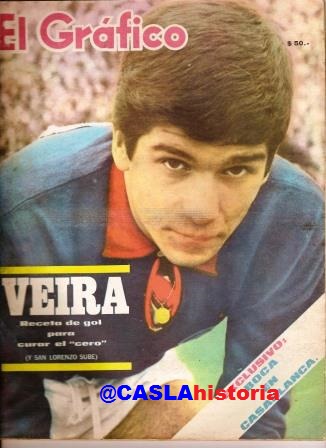 El Gráfico
$ 50.-
VEIRA
Receta de gol
para
curar el "cero"
(Y SAN LORENZO SUBE)
EXCLUSIVO:
BOCA
EN
CASABLANCA.
@CASLAhistoria